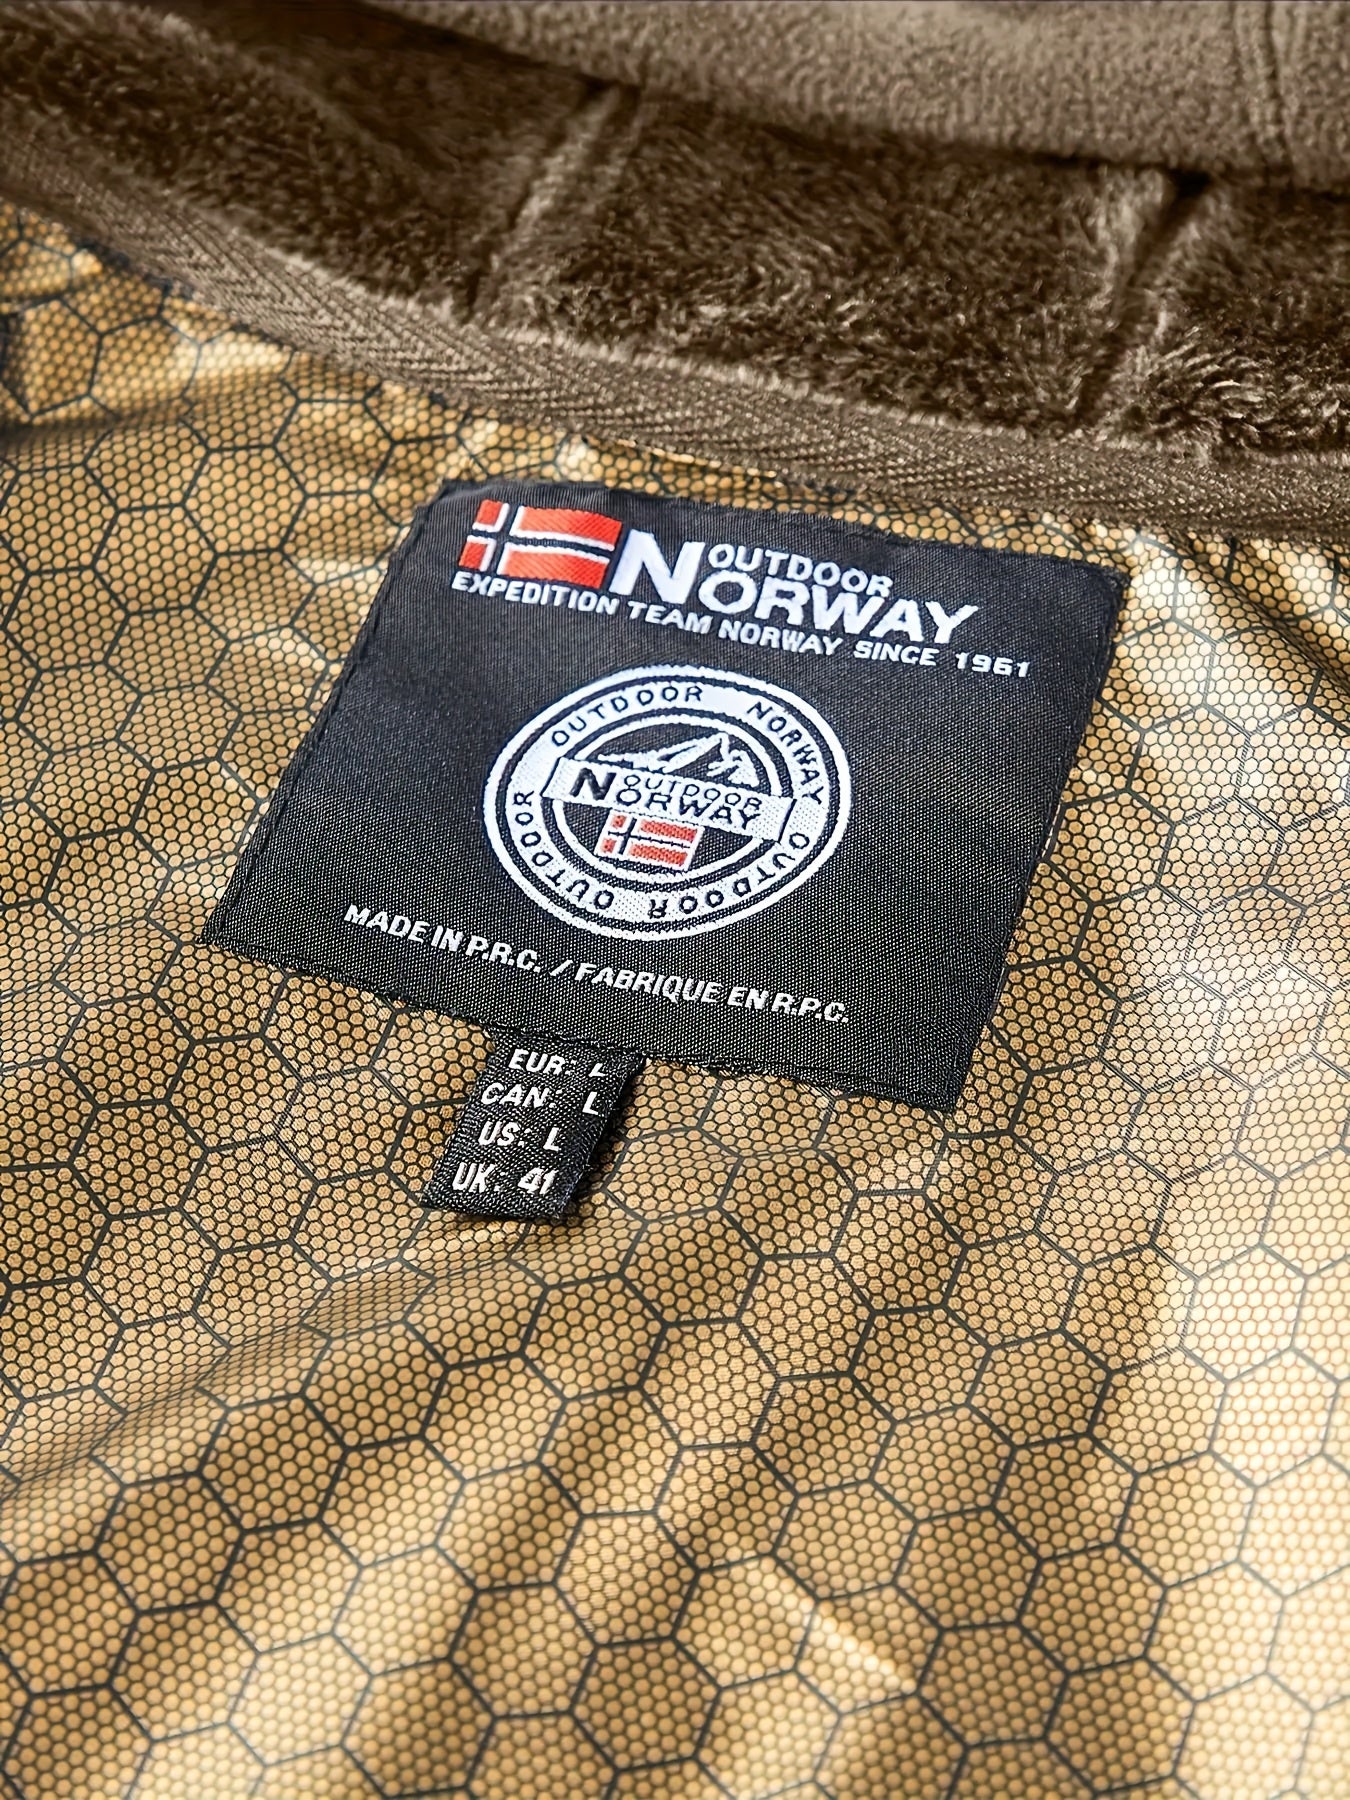 OUTDOOR
NORWAY
EXPEDITION TEAM NORWAY SINCE 1961
OUTDOOR NORWAY OUTDOOR OUTDOOR
OUTDOOR
NORWAY
MADE IN P.R.C. / FABRIQUE EN R.P.C.
EUR: L
CAN: L
US: L
UK: 41